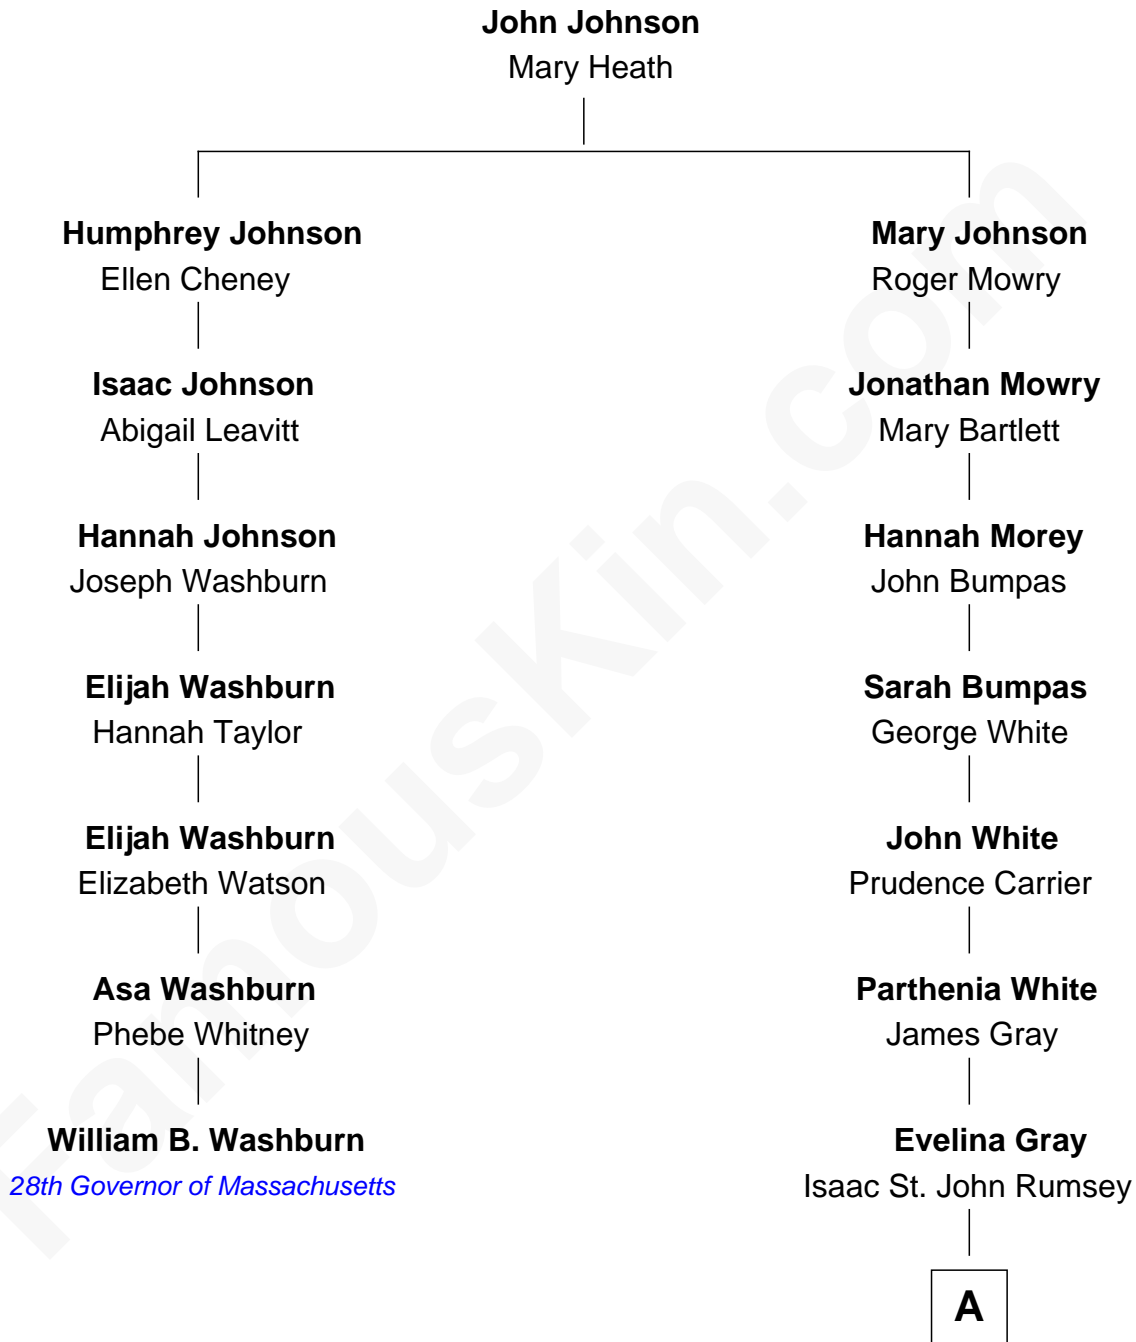 John Johnson
Mary Heath
Humphrey Johnson
Ellen Cheney
Isaac Johnson
Abigail Leavitt
Hannah Johnson
Joseph Washburn
Elijah Washburn
Hannah Taylor
Elijah Washburn
Elizabeth Watson
Asa Washburn
Phebe Whitney
William B. Washburn
28th Governor of Massachusetts
Mary Johnson
Roger Mowry
Jonathan Mowry
Mary Bartlett
Hannah Morey
John Bumpas
Sarah Bumpas
George White
John White
Prudence Carrier
Parthenia White
James Gray
Evelina Gray
Isaac St. John Rumsey
A
FamousKin.com